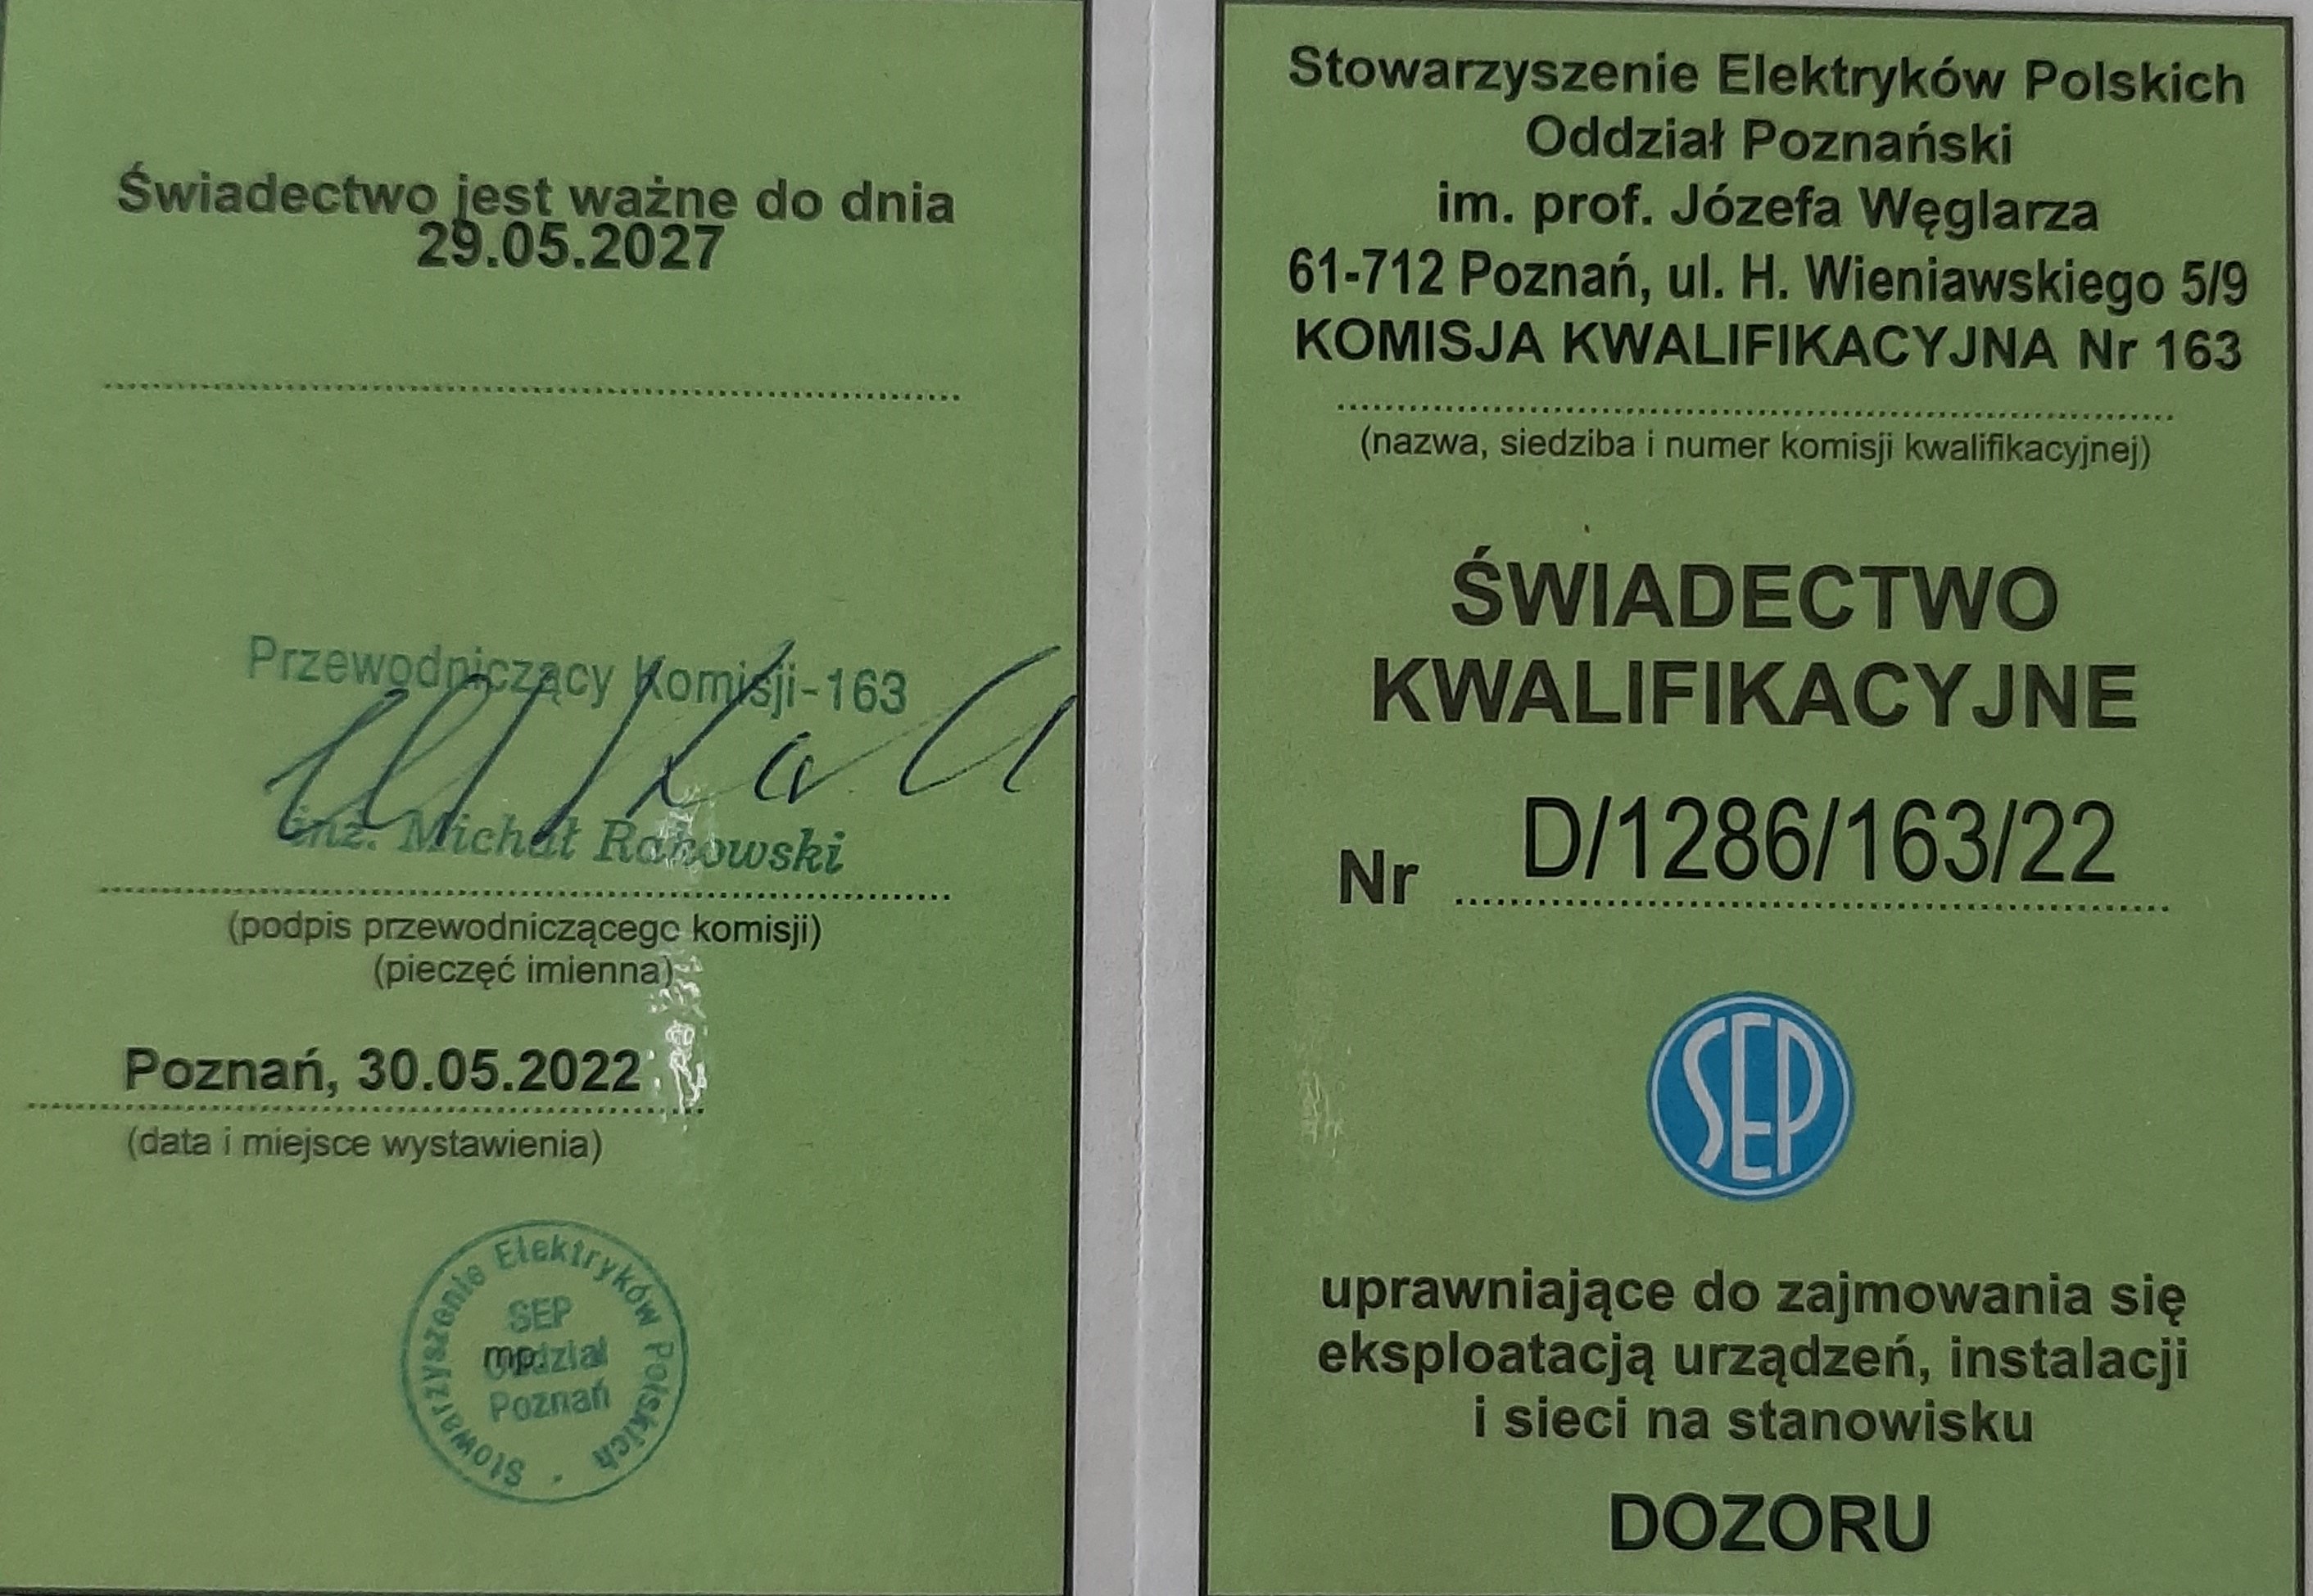 Świadectwo jest ważne do dnia
29.05.2027
Przewodniczący Komisji-163
inż. Michał Rakowski
(podpis przewodniczącego komisji)
(pieczęć imienna)
Poznań, 30.05.2022
(data i miejsce wystawienia)
Stowarzyszenie Elektryków Polskich
SEP
mp.
Oddział
Poznań
Stowarzyszenie Elektryków Polskich
Oddział Poznański
im. prof. Józefa Węglarza
61-712 Poznań, ul. H. Wieniawskiego 5/9
KOMISJA KWALIFIKACYJNA Nr 163
(nazwa, siedziba i numer komisji kwalifikacyjnej)
ŚWIADECTWO
KWALIFIKACYJNE
Nr D/1286/163/22
SEP
uprawniające do zajmowania się
eksploatacją urządzeń, instalacji
i sieci na stanowisku
DOZORU